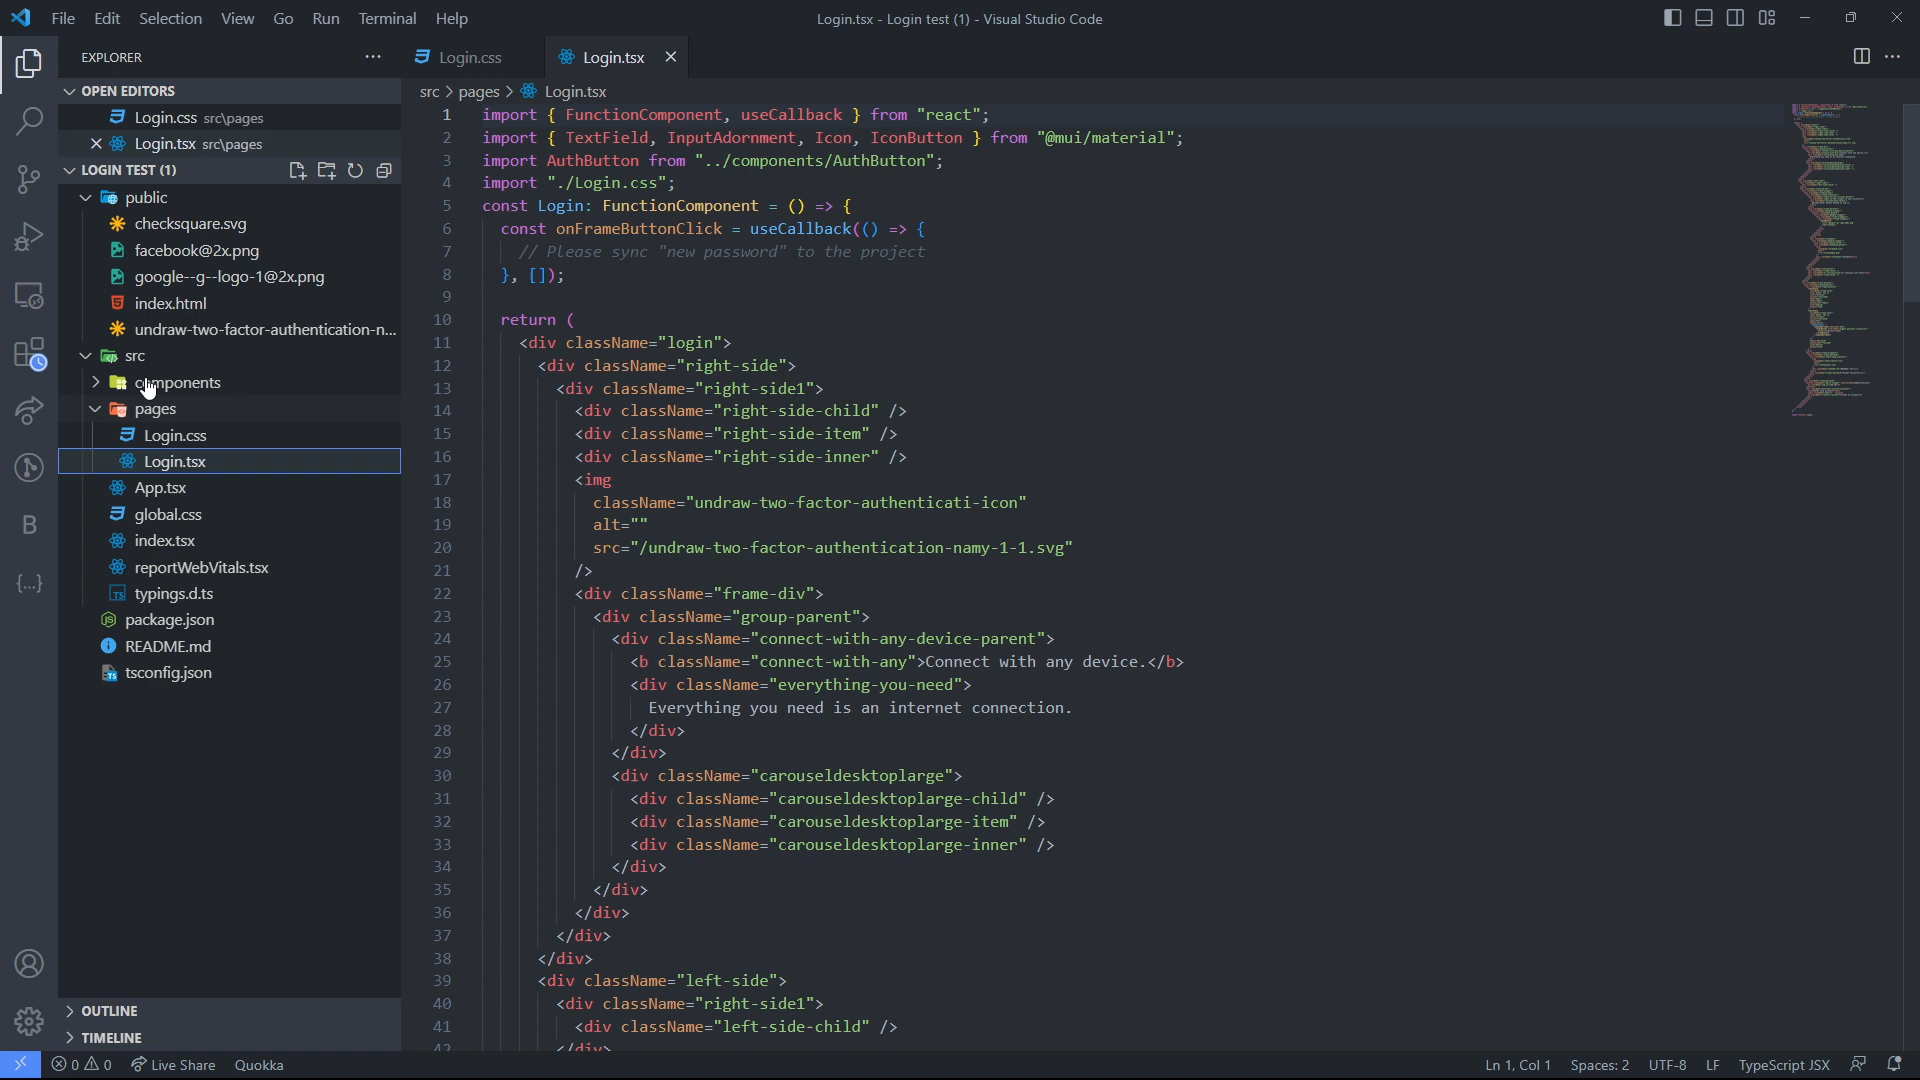 File Edit Selection View Go Run Terminal Help
Login.tsx - Login test (1) - Visual Studio Code
EXPLORER
OPEN EDITORS
Login.css src\pages
Login.tsx src\pages
LOGIN TEST (1)
public
checksquare.svg
facebook@2x.png
google--g--logo-1@2x.png
index.html
undraw-two-factor-authentication-n...
src
components
pages
Login.css
Login.tsx
App.tsx
global.css
index.tsx
reportWebVitals.tsx
typings.d.ts
package.json
README.md
tsconfig.json
OUTLINE
TIMELINE
Login.css
Login.tsx
src > pages > Login.tsx
1 import { FunctionComponent, useCallback } from "react";
2 import { TextField, InputAdornment, Icon, IconButton } from "@mui/material";
3 import AuthButton from "../components/AuthButton";
4 import "./Login.css";
5 const Login: FunctionComponent = () => {
6 const onFrameButtonClick = useCallback(() => {
7 // Please sync "new password" to the project
8 }, []);
9
10 return (
11 <div className="login">
12 <div className="right-side">
13 <div className="right-side1">
14 <div className="right-side-child" />
15 <div className="right-side-item" />
16 <div className="right-side-inner" />
17 <img
18 className="undraw-two-factor-authenticati-icon"
19 alt=""
20 src="/undraw-two-factor-authentication-namy-1-1.svg"
21 />
22 <div className="frame-div">
23 <div className="group-parent">
24 <div className="connect-with-any-device-parent">
25 <b className="connect-with-any">Connect with any device.</b>
26 <div className="everything-you-need">
27 Everything you need is an internet connection.
28 </div>
29 </div>
30 <div className="carouseldesktoplarge">
31 <div className="carouseldesktoplarge-child" />
32 <div className="carouseldesktoplarge-item" />
33 <div className="carouseldesktoplarge-inner" />
34 </div>
35 </div>
36 </div>
37 </div>
38 </div>
39 <div className="left-side">
40 <div className="right-side1">
41 <div className="left-side-child" />
42 </div>
0 0 Live Share Quokka
Ln 1, Col 1 Spaces: 2 UTF-8 LF TypeScript JSX